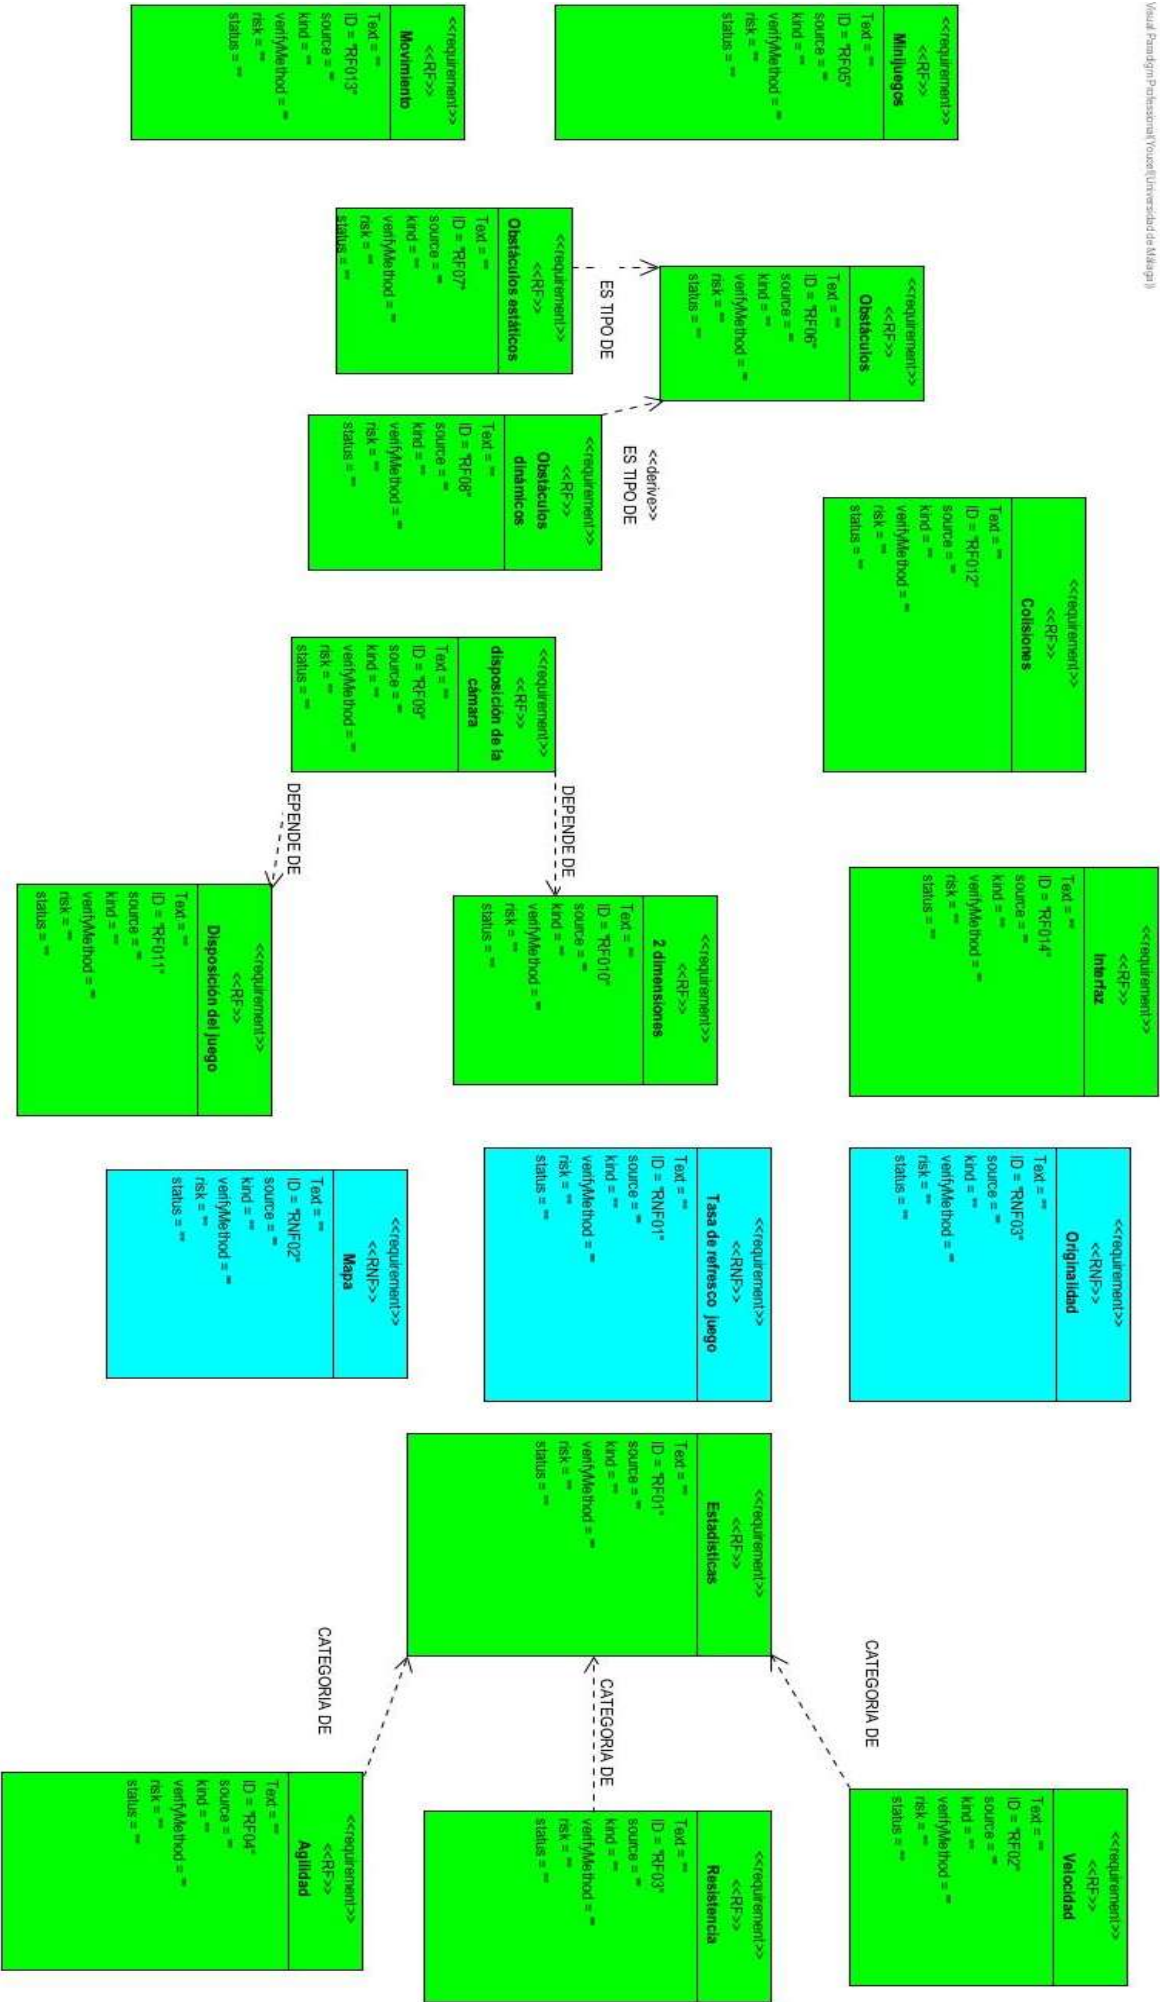 Visual Paradigm Professional Universidad de Málaga))
<<requirement>>
<<RF>>
Minijuegos
Text = ""
ID = "RF05"
source = ""
kind = ""
verifyMethod = ""
risk = ""
status = ""
<<requirement>>
<<RF>>
Obstáculos
Text = ""
ID = "RF06"
source = ""
kind = ""
verifyMethod = ""
risk = ""
status = ""
<<requirement>>
<<RF>>
Colisiones
Text = ""
ID = "RF012"
source = ""
kind = ""
verifyMethod = ""
risk = ""
status = ""
<<requirement>>
<<RF>>
Interfaz
Text = ""
ID = "RF014"
source = ""
kind = ""
verifyMethod = ""
risk = ""
status = ""
<<requirement>>
<<RNF>>
Originalidad
Text = ""
ID = "RNF03"
source = ""
kind = ""
verifyMethod = ""
risk = ""
status = ""
<<requirement>>
<<RF>>
Velocidad
Text = ""
ID = "RF02"
source = ""
kind = ""
verifyMethod = ""
risk = ""
status = ""
CATEGORIA DE
ES TIPO DE
<<derive>>
ES TIPO DE
<<requirement>>
<<RF>>
2 dimensiones
Text = ""
ID = "RF010"
source = ""
kind = ""
verifyMethod = ""
risk = ""
status = ""
<<requirement>>
<<RNF>>
Tasa de refresco juego
Text = ""
ID = "RNF01"
source = ""
kind = ""
verifyMethod = ""
risk = ""
status = ""
<<requirement>>
<<RF>>
Estadísticas
Text = ""
ID = "RF01"
source = ""
kind = ""
verifyMethod = ""
risk = ""
status = ""
CATEGORIA DE
<<requirement>>
<<RF>>
Resistencia
Text = ""
ID = "RF03"
source = ""
kind = ""
verifyMethod = ""
risk = ""
status = ""
<<requirement>>
<<RF>>
Movimiento
Text = ""
ID = "RF013"
source = ""
kind = ""
verifyMethod = ""
risk = ""
status = ""
<<requirement>>
<<RF>>
Obstáculos estáticos
Text = ""
ID = "RF07"
source = ""
kind = ""
verifyMethod = ""
risk = ""
status = ""
<<requirement>>
<<RF>>
Obstáculos
dinámicos
Text = ""
ID = "RF08"
source = ""
kind = ""
verifyMethod = ""
risk = ""
status = ""
<<requirement>>
<<RF>>
disposición de la
cámara
Text = ""
ID = "RF09"
source = ""
kind = ""
verifyMethod = ""
risk = ""
status = ""
DEPENDE DE
DEPENDE DE
<<requirement>>
<<RF>>
Disposición del juego
Text = ""
ID = "RF011"
source = ""
kind = ""
verifyMethod = ""
risk = ""
status = ""
<<requirement>>
<<RNF>>
Mapa
Text = ""
ID = "RNF02"
source = ""
kind = ""
verifyMethod = ""
risk = ""
status = ""
CATEGORIA DE
<<requirement>>
<<RF>>
Agilidad
Text = ""
ID = "RF04"
source = ""
kind = ""
verifyMethod = ""
risk = ""
status = ""